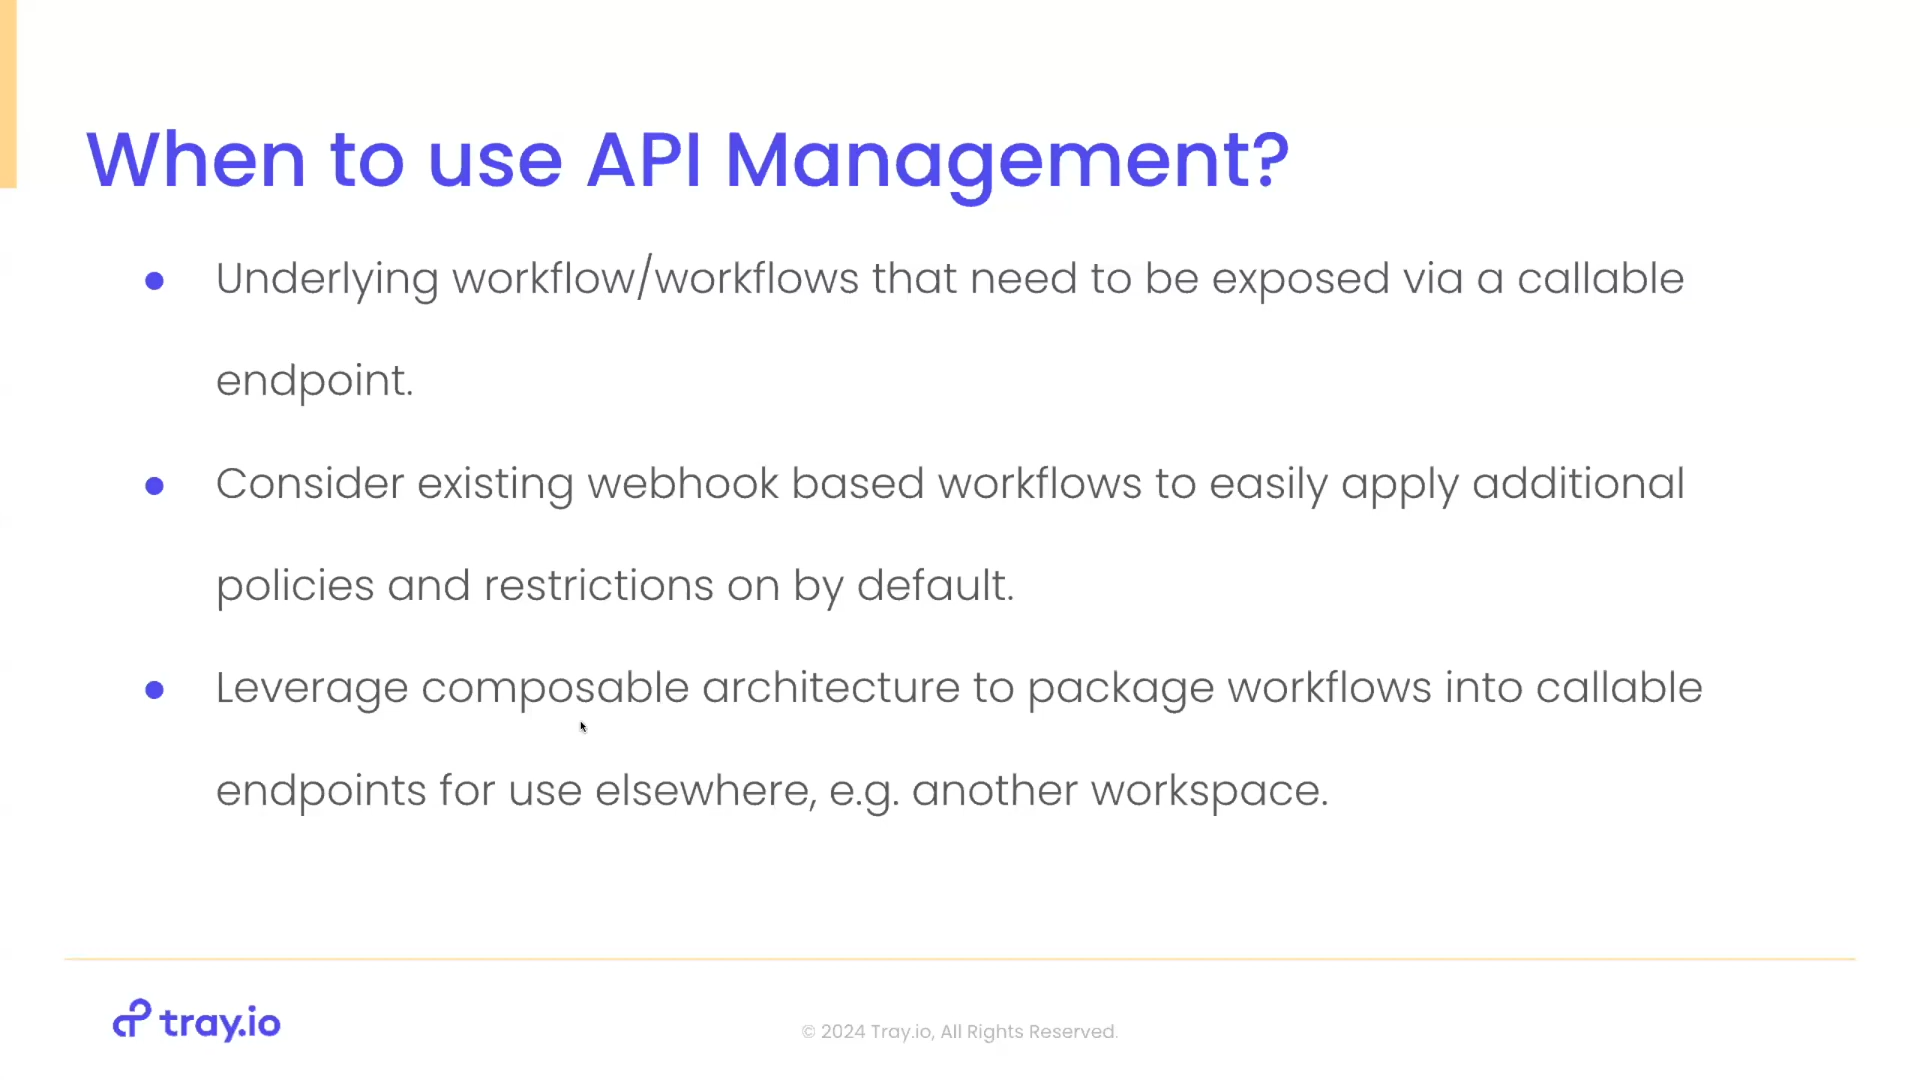 When to use API Management?
● Underlying workflow/workflows that need to be exposed via a callable
endpoint.
● Consider existing webhook based workflows to easily apply additional
policies and restrictions on by default.
● Leverage composable architecture to package workflows into callable
endpoints for use elsewhere, e.g. another workspace.
tray.io
© 2024 Tray.io, All Rights Reserved.